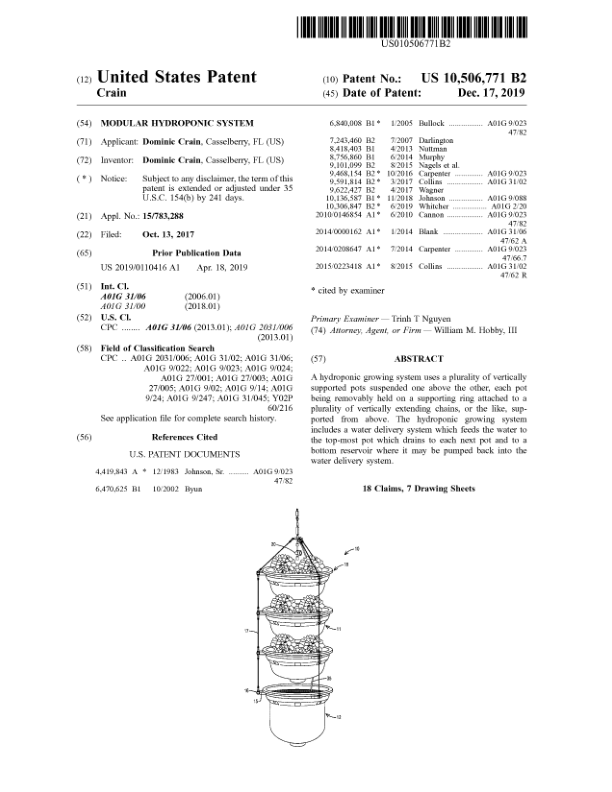 US010506771B2
(12) United States Patent
Crain
(10) Patent No.: US 10,506,771 B2
(45) Date of Patent: Dec. 17, 2019
(54) MODULAR HYDROPONIC SYSTEM
(71) Applicant: Dominic Crain, Casselberry, FL (US)
(72) Inventor: Dominic Crain, Casselberry, FL (US)
( * ) Notice: Subject to any disclaimer, the term of this
patent is extended or adjusted under 35
U.S.C. 154(b) by 241 days.
(21) Appl. No.: 15/783,288
(22) Filed: Oct. 13, 2017
(65) Prior Publication Data
US 2019/0110416 A1 Apr. 18, 2019
(51) Int. Cl.
A01G 31/06 (2006.01)
A01G 31/00 (2018.01)
(52) U.S. Cl.
CPC ........ A01G 31/06 (2013.01); A01G 2031/006
(2013.01)
(58) Field of Classification Search
CPC .. A01G 2031/006; A01G 31/02; A01G 31/06;
A01G 9/022; A01G 9/023; A01G 9/024;
A01G 27/001; A01G 27/003; A01G
27/005; A01G 9/02; A01G 9/14; A01G
9/24; A01G 9/247; A01G 31/045; Y02P
60/216
See application file for complete search history.
(56) References Cited
U.S. PATENT DOCUMENTS
4,419,843 A * 12/1983 Johnson, Sr. ......... A01G 9/023
47/82
6,470,625 B1 10/2002 Byun
6,840,008 B1 * 1/2005 Bullock ................ A01G 9/023
47/82
7,243,460 B2 7/2007 Darlington
8,418,403 B1 4/2013 Nuttman
8,756,860 B1 6/2014 Murphy
9,101,099 B2 8/2015 Nagels et al.
9,468,154 B2 * 10/2016 Carpenter ............ A01G 9/023
9,591,814 B2 * 3/2017 Collins ................ A01G 31/02
9,622,427 B2 4/2017 Wagner
10,136,587 B1 * 11/2018 Johnson ............... A01G 9/088
10,306,847 B2 * 6/2019 Whitcher .............. A01G 2/20
2010/0146854 A1 * 6/2010 Cannon ................ A01G 9/023
47/82
2014/0000162 A1 * 1/2014 Blank .................. A01G 31/06
47/62 A
2014/0208647 A1 * 7/2014 Carpenter ............ A01G 9/023
47/66.7
2015/0223418 A1 * 8/2015 Collins ................ A01G 31/02
47/62 R
* cited by examiner
Primary Examiner — Trinh T Nguyen
(74) Attorney, Agent, or Firm — William M. Hobby, III
(57) ABSTRACT
A hydroponic growing system uses a plurality of vertically
supported pots suspended one above the other, each pot
being removably held on a supporting ring attached to a
plurality of vertically extending chains, or the like, sup-
ported from above. The hydroponic growing system
includes a water delivery system which feeds the water to
the top-most pot which drains to each next pot and to a
bottom reservoir where it may be pumped back into the
water delivery system.
18 Claims, 7 Drawing Sheets
10
11
17
12